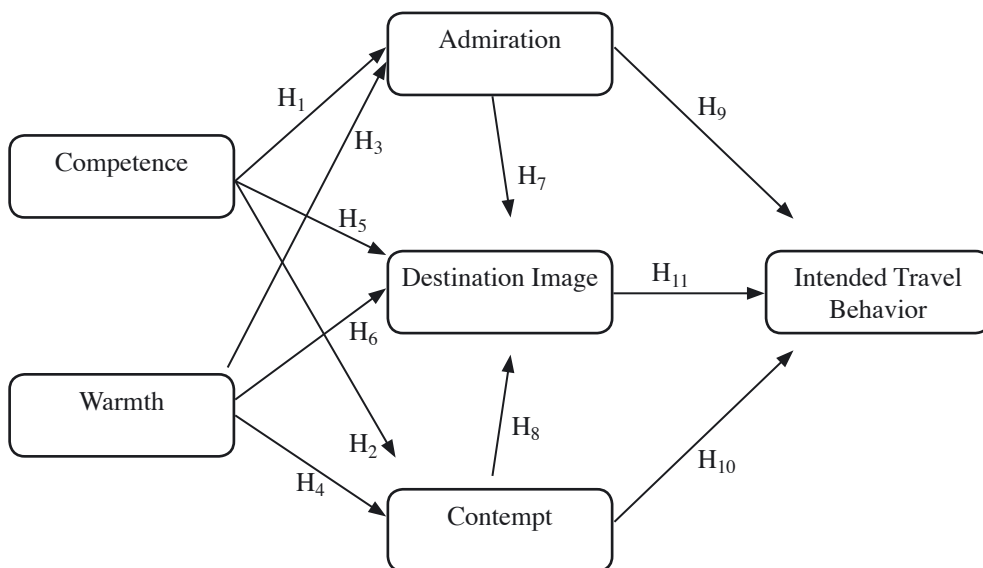 Admiration
H₁
H₉
H₃
Competence
H₇
H₅
Destination Image
H₁₁
Intended Travel
Behavior
H₆
Warmth
H₂
H₈
H₄
H₁₀
Contempt